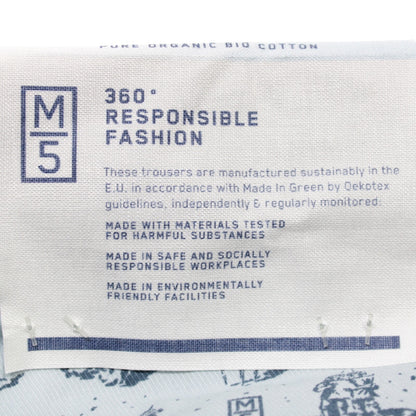 PURE ORGANIC BIO COTTON
M
5
360°
RESPONSIBLE
FASHION
These trousers are manufactured sustainably in the
E.U. in accordance with Made In Green by Oekotex
guidelines, independently & regularly monitored:
MADE WITH MATERIALS TESTED
FOR HARMFUL SUBSTANCES
MADE IN SAFE AND SOCIALLY
RESPONSIBLE WORKPLACES
MADE IN ENVIRONMENTALLY
FRIENDLY FACILITIES
M
5